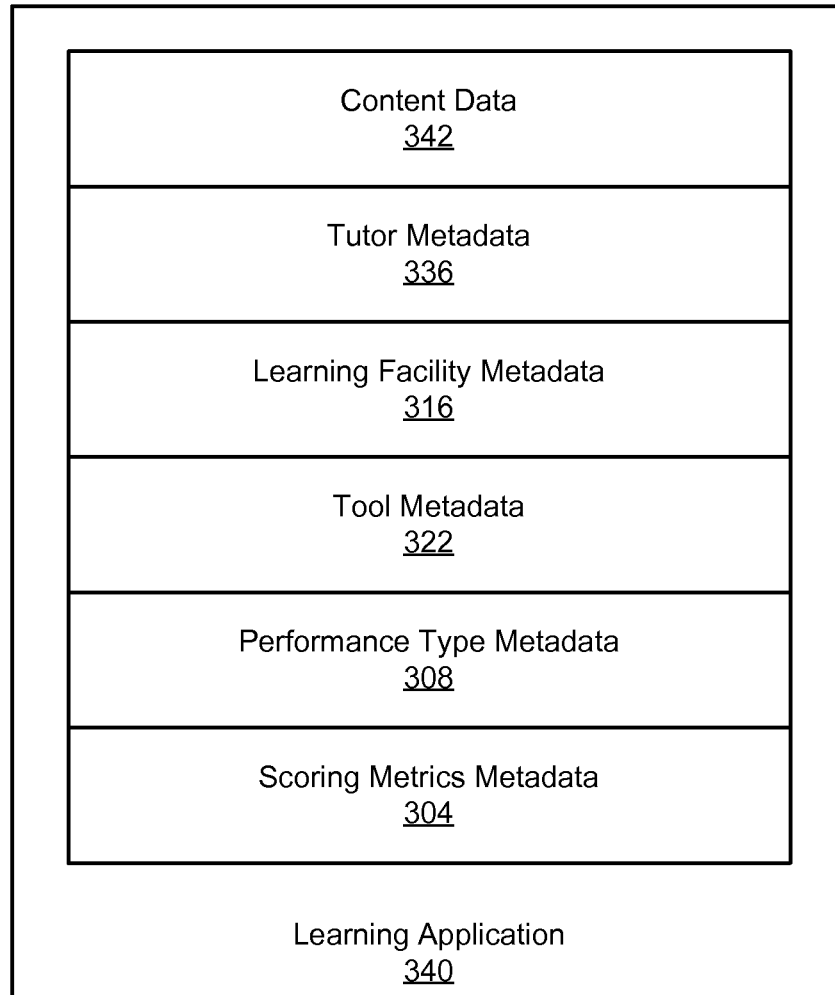 Content Data
342
Tutor Metadata
336
Learning Facility Metadata
316
Tool Metadata
322
Performance Type Metadata
308
Scoring Metrics Metadata
304
Learning Application
340